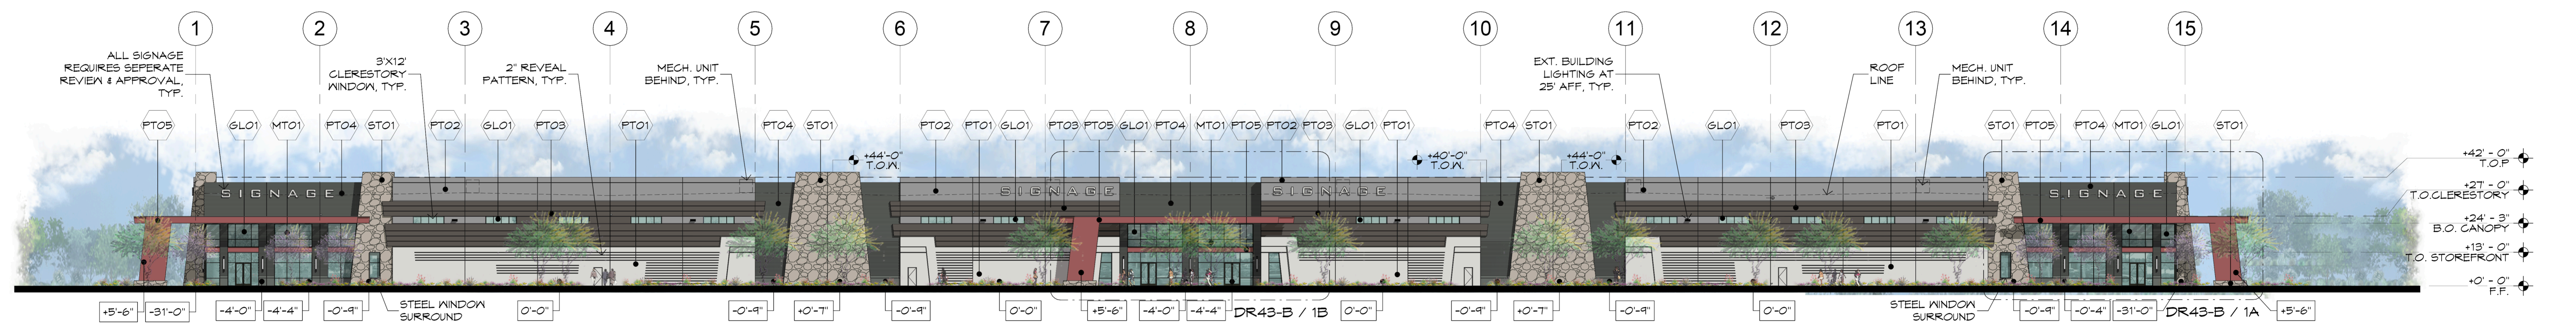 1 2 3 4 5 6 7 8 9 10 11 12 13 14 15
ALL SIGNAGE
REQUIRES SEPERATE
REVIEW & APPROVAL,
TYP.
3'X12'
CLERESTORY
WINDOW, TYP.
2" REVEAL
PATTERN, TYP.
MECH. UNIT
BEHIND, TYP.
EXT. BUILDING
LIGHTING AT
25' AFF, TYP.
ROOF
LINE
MECH. UNIT
BEHIND, TYP.
PT05 GL01 MT01 PT04 ST01 PT02 GL01 PT03 PT01 PT04 ST01 PT02 PT01 GL01 PT03 PT05 GL01 PT04 MT01 PT05 PT02 PT03 GL01 PT01 PT04 ST01 PT02 GL01 PT03 PT01 ST01 PT05 PT04 MT01 GL01 ST01
+44'-0"
T.O.W.
+40'-0"
T.O.W.
+44'-0"
T.O.W.
SIGNAGE SIGNAGE SIGNAGE SIGNAGE
+42' - 0"
T.O.P
+27' - 0"
T.O.CLERESTORY
+24' - 3"
B.O. CANOPY
+13' - 0"
T.O. STOREFRONT
+0' - 0"
F.F.
+5'-6" -31'-0" -4'-0" -4'-4" -0'-9"
STEEL WINDOW
SURROUND
0'-0" -0'-9" +0'-7" -0'-9" 0'-0" +5'-6" -4'-0" -4'-4" DR43-B / 1B 0'-0" -0'-9" +0'-7" -0'-9" 0'-0"
STEEL WINDOW
SURROUND
-0'-9" -0'-4" -31'-0" DR43-B / 1A +5'-6"